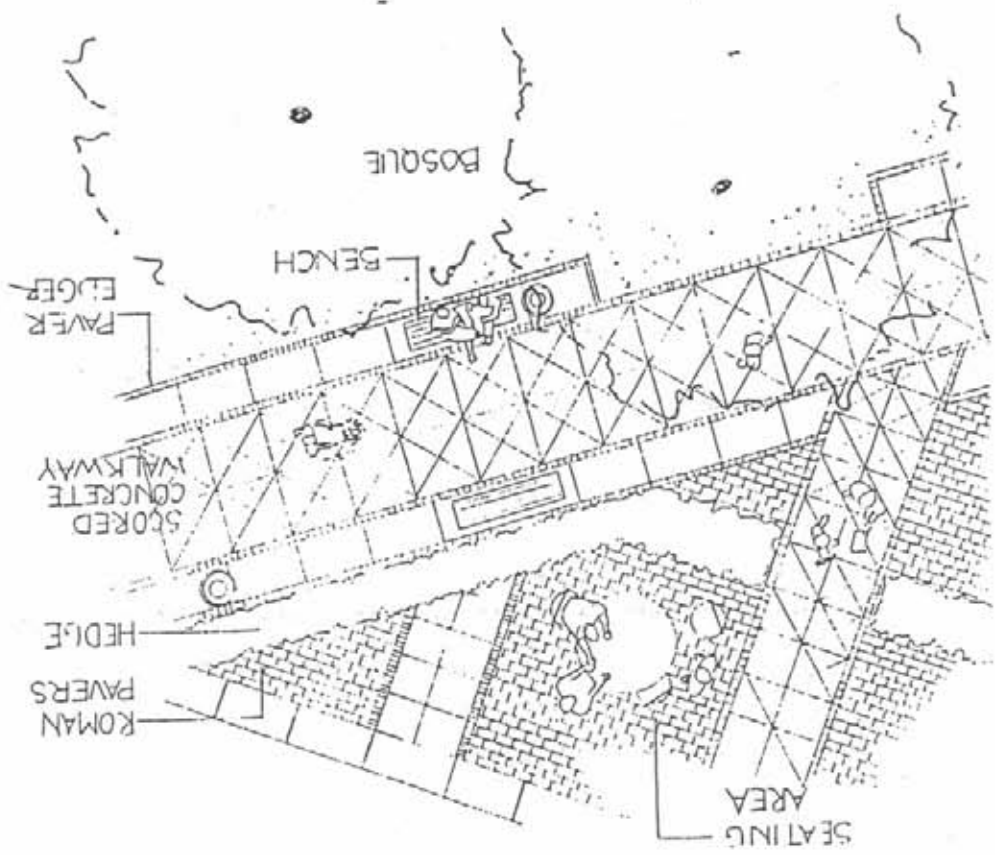 SEATING
AREA
ROMAN
PAVERS
HEDGE
SCORED
CONCRETE
WALKWAY
PAVER
EDGER
BENCH
BOSQUE